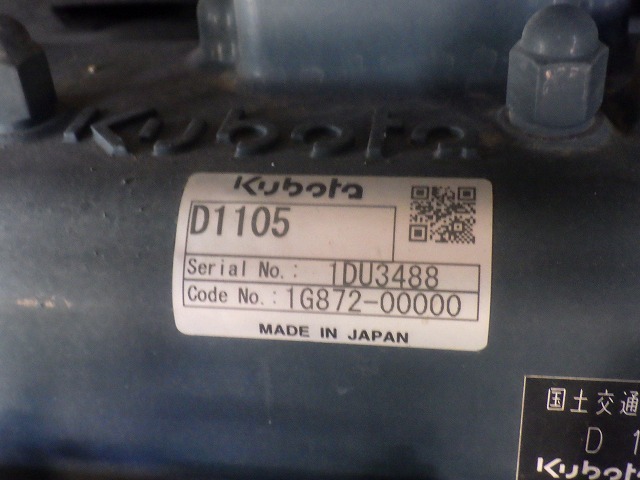 Kubota
Kubota
D1105
Serial No.: 1DU3488
Code No.: 1G872-00000
MADE IN JAPAN
国土交通
D 1
Kubota